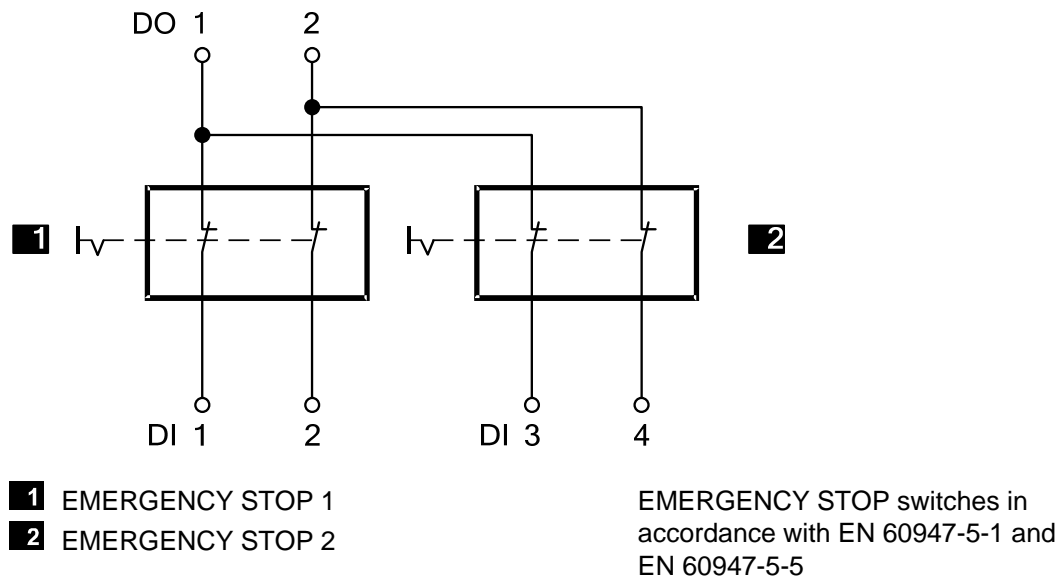 DO 1 2
1 2
DI 1 2 DI 3 4
1 EMERGENCY STOP 1
2 EMERGENCY STOP 2
EMERGENCY STOP switches in
accordance with EN 60947-5-1 and
EN 60947-5-5